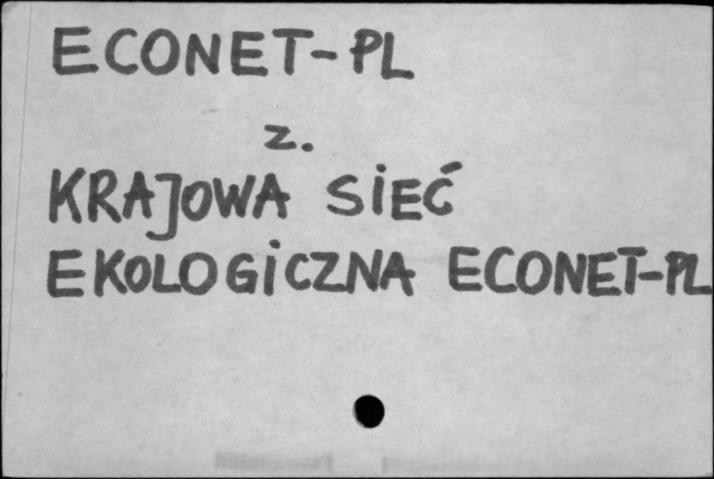 ECONET-PL
z.
KRAJOWA SIEĆ
EKOLOGICZNA ECONET-PL